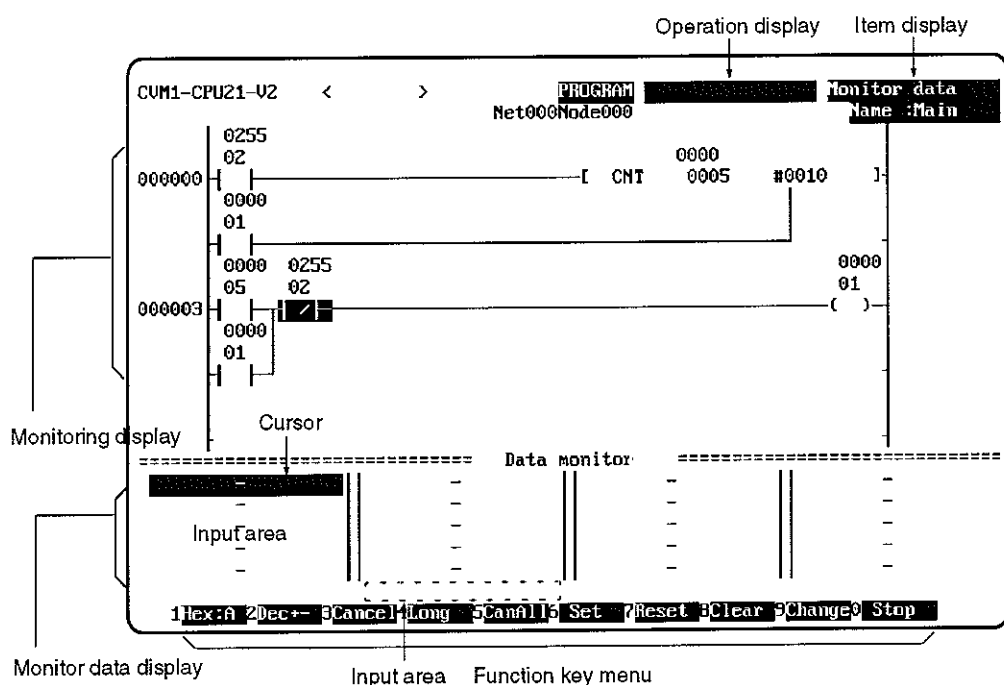 Operation display Item display
CVM1-CPU21-V2 < > PROGRAM Monitor data
Net000Node000 Name :Main
0255
02 0000
000000 [ CNT 0005 #0010 ]
0000
01
0000 0255 0000
05 02 01
000003 / ( )
0000
01
Monitoring display
Cursor
Data monitor
- - - -
- - - -
Input area - - - -
- - - -
- - - -
1Hex:A 2Dec+- 3Cancel 4Long 5CanAll 6 Set 7Reset 8Clear 9Change 0 Stop
Monitor data display
Input area Function key menu